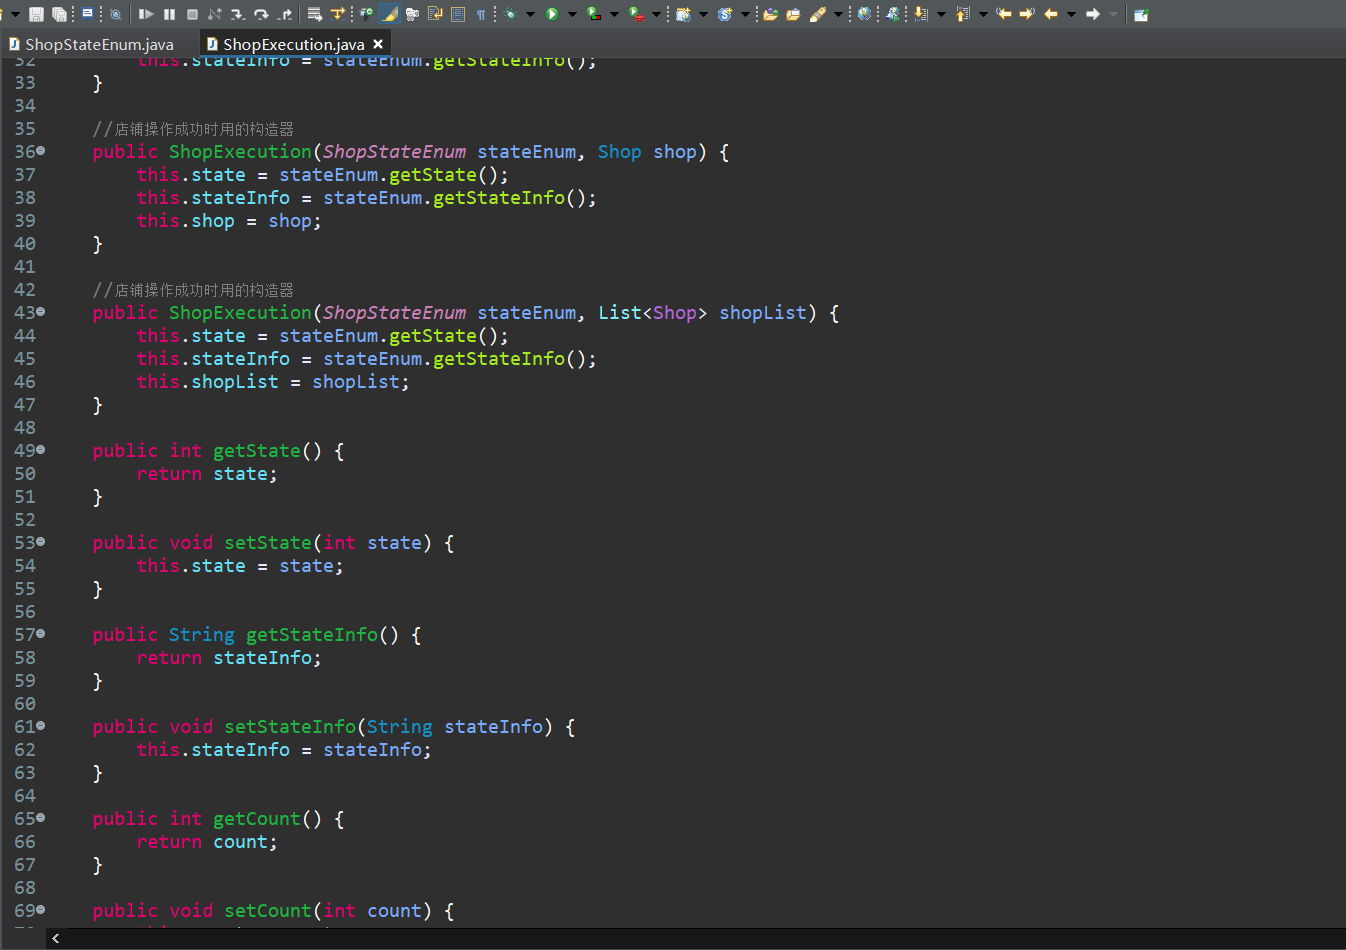 ShopStateEnum.java
ShopExecution.java
32 this.stateInfo = stateEnum.getStateInfo();
33 }
34
35 //店铺操作成功时用的构造器
36 public ShopExecution(ShopStateEnum stateEnum, Shop shop) {
37 this.state = stateEnum.getState();
38 this.stateInfo = stateEnum.getStateInfo();
39 this.shop = shop;
40 }
41
42 //店铺操作成功时用的构造器
43 public ShopExecution(ShopStateEnum stateEnum, List<Shop> shopList) {
44 this.state = stateEnum.getState();
45 this.stateInfo = stateEnum.getStateInfo();
46 this.shopList = shopList;
47 }
48
49 public int getState() {
50 return state;
51 }
52
53 public void setState(int state) {
54 this.state = state;
55 }
56
57 public String getStateInfo() {
58 return stateInfo;
59 }
60
61 public void setStateInfo(String stateInfo) {
62 this.stateInfo = stateInfo;
63 }
64
65 public int getCount() {
66 return count;
67 }
68
69 public void setCount(int count) {